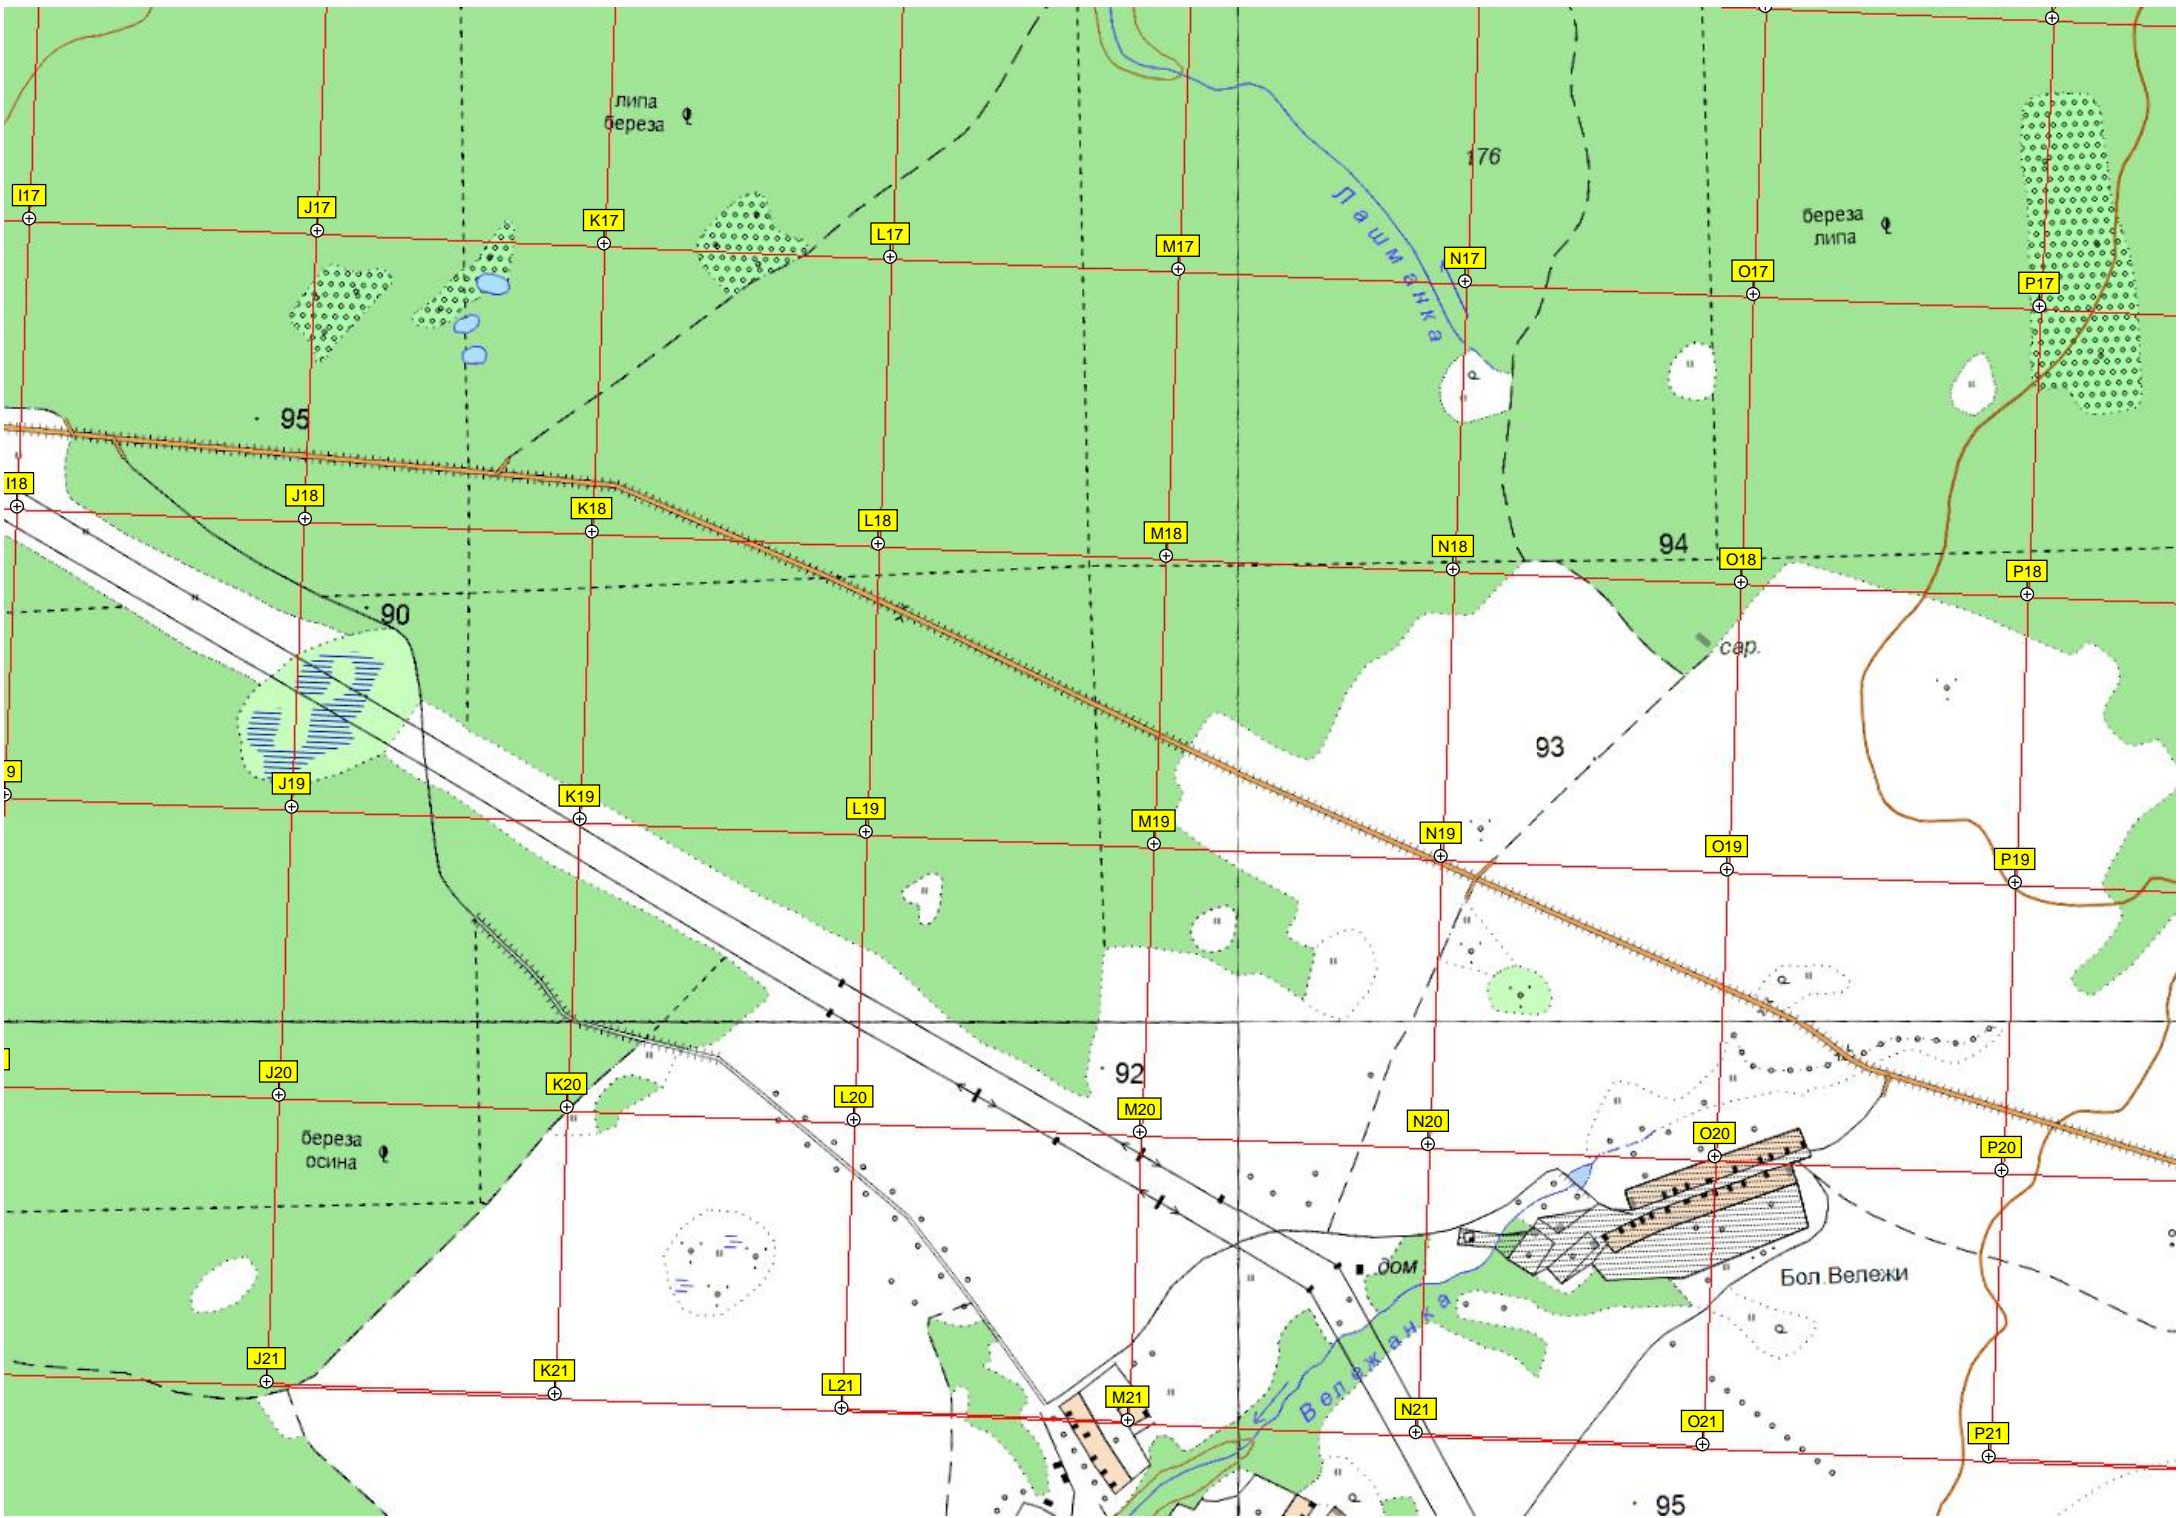 липа
береза
176
I17
J17
K17
L17
M17
N17
O17
P17
Лашманка
береза
липа
95
I18
J18
K18
L18
M18
N18
O18
P18
94
90
сар.
93
9
J19
K19
L19
M19
N19
O19
P19
92
J20
K20
L20
M20
N20
O20
P20
береза
осина
дом
Бол.Вележи
Вележанка
J21
K21
L21
M21
N21
O21
P21
95